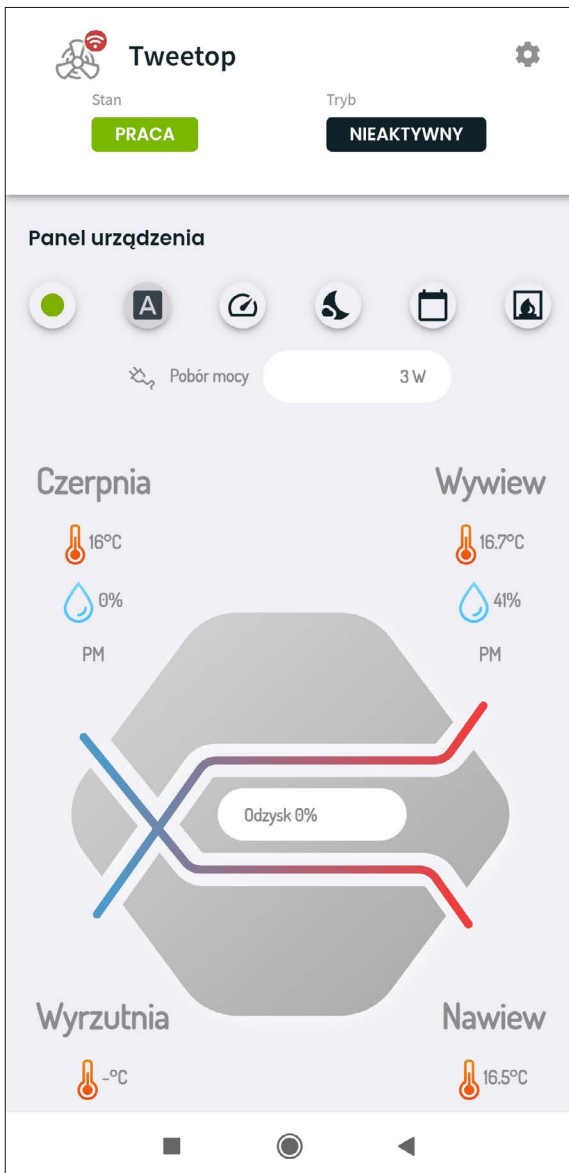 Tweetop
Stan Tryb
PRACA NIEAKTYWNY
Panel urządzenia
A
Pobór mocy 3 W
Czerpnia Wywiew
16°C 16.7°C
0% 41%
PM PM
Odzysk 0%
Wyrzutnia Nawiew
-°C 16.5°C